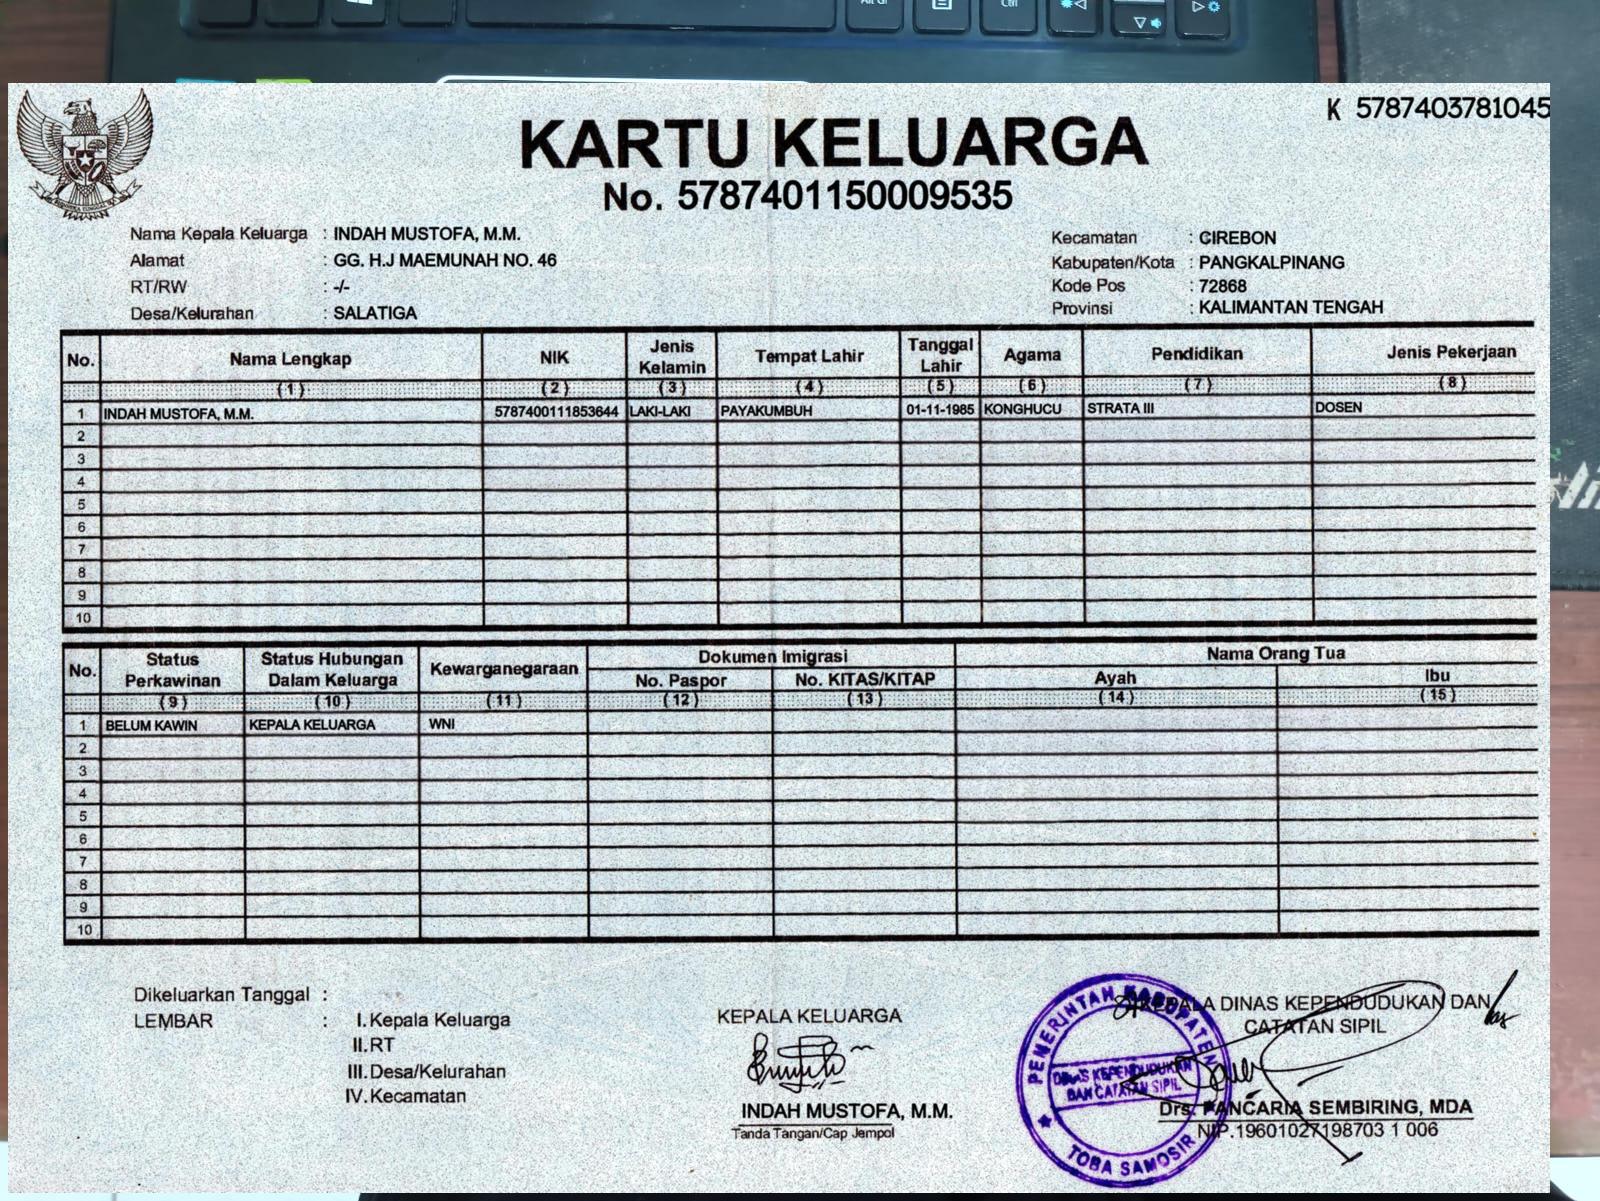 K 5787403781045
KARTU KELUARGA
No. 5787401150009535
Nama Kepala Keluarga : INDAH MUSTOFA, M.M.
Alamat : GG. H.J MAEMUNAH NO. 46
RT/RW : -/-
Desa/Kelurahan : SALATIGA
Kecamatan : CIREBON
Kabupaten/Kota : PANGKALPINANG
Kode Pos : 72868
Provinsi : KALIMANTAN TENGAH
No. Nama Lengkap NIK Jenis Kelamin Tempat Lahir Tanggal Lahir Agama Pendidikan Jenis Pekerjaan
(1) (2) (3) (4) (5) (6) (7) (8)
1 INDAH MUSTOFA, M.M. 5787400111853644 LAKI-LAKI PAYAKUMBUH 01-11-1985 KONGHUCU STRATA III DOSEN
2
3
4
5
6
7
8
9
10
No. Status Perkawinan Status Hubungan Dalam Keluarga Kewarganegaraan Dokumen Imigrasi Nama Orang Tua
No. Paspor No. KITAS/KITAP Ayah Ibu
(9) (10) (11) (12) (13) (14) (15)
1 BELUM KAWIN KEPALA KELUARGA WNI
2
3
4
5
6
7
8
9
10
Dikeluarkan Tanggal :
LEMBAR : I. Kepala Keluarga
II. RT
III. Desa/Kelurahan
IV. Kecamatan
KEPALA KELUARGA
INDAH MUSTOFA, M.M.
Tanda Tangan/Cap Jempol
KEPALA DINAS KEPENDUDUKAN DAN
CATATAN SIPIL
PEMERINTAH KABUPATEN
DINAS KEPENDUDUKAN
DAN CATATAN SIPIL
TOBA SAMOSIR
Drs. PANCARIA SEMBIRING, MDA
NIP.19601027198703 1 006